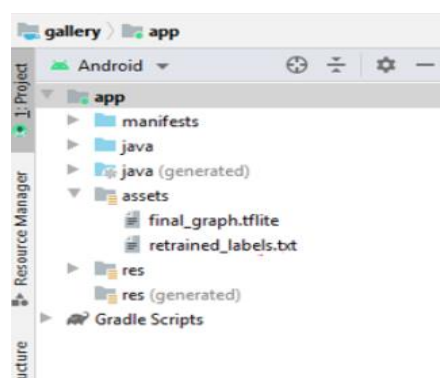 gallery app
1: Project
Android
app
manifests
java
java (generated)
assets
final_graph.tflite
retrained_labels.txt
res
res (generated)
Gradle Scripts
Resource Manager